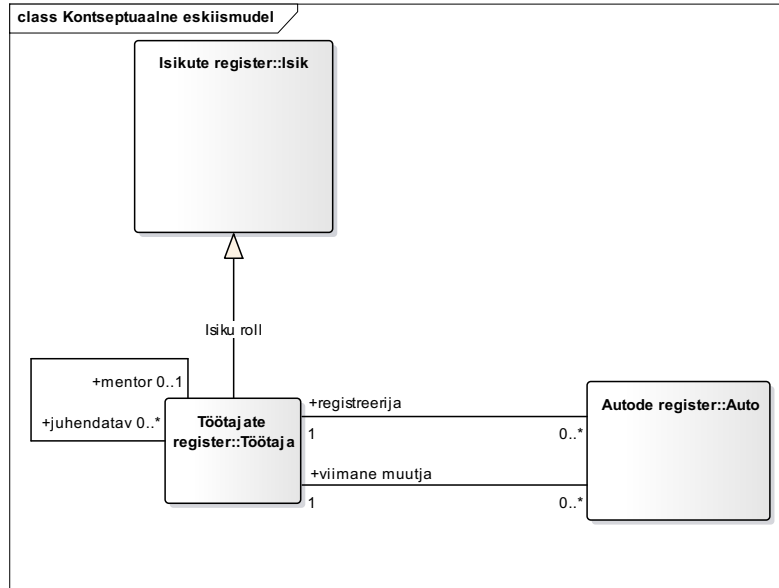 class Kontseptuaalne eskiismudel
Isikute register::Isik
Isiku roll
+mentor 0..1
+juhendatav 0..*
Töötajate
register::Töötaja
+registreerija
1
0..*
+viimane muutja
1
0..*
Autode register::Auto